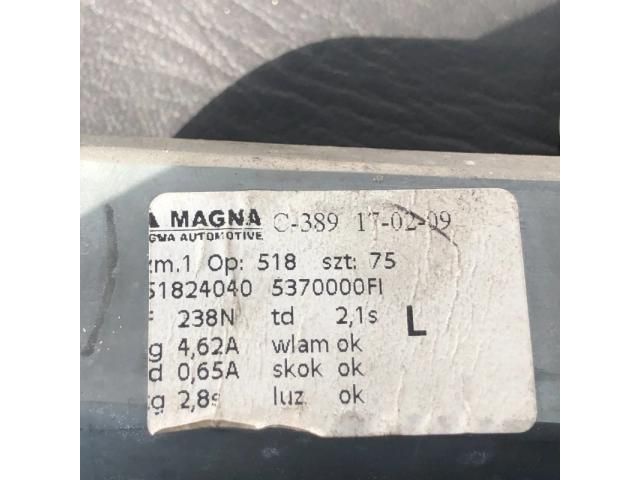 MAGNA C-389 17-02-09
AUTOMOTIVE
zm.1 Op: 518 szt: 75
51824040 5370000FI
F 238N td 2,1s L
g 4,62A wlam ok
d 0,65A skok ok
g 2,8s luz ok